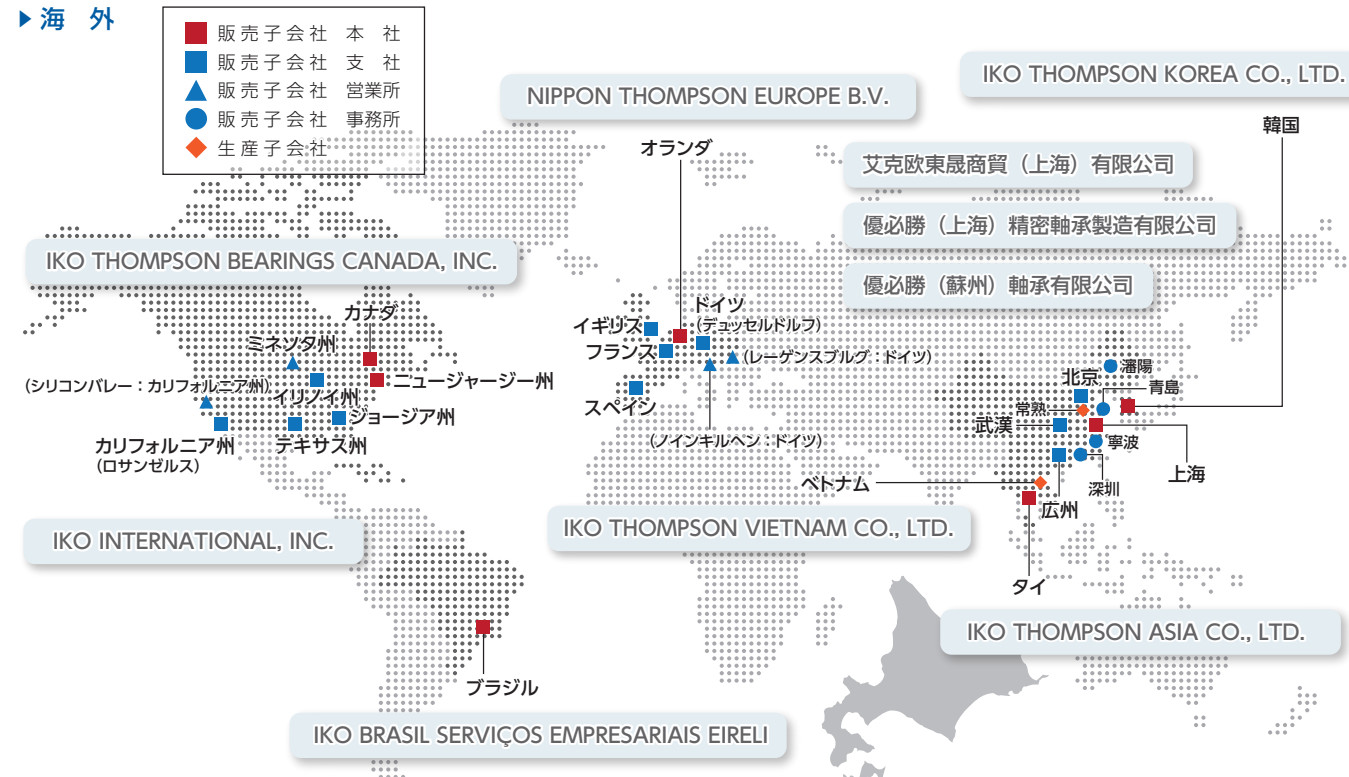 海 外
販売子会社 本 社
販売子会社 支 社
販売子会社 営業所
販売子会社 事務所
生産子会社
NIPPON THOMPSON EUROPE B.V.
IKO THOMPSON KOREA CO., LTD.
韓国
オランダ
艾克欧東晟商貿（上海）有限公司
優必勝（上海）精密軸承製造有限公司
優必勝（蘇州）軸承有限公司
IKO THOMPSON BEARINGS CANADA, INC.
カナダ
ミネソタ州
ニュージャージー州
（シリコンバレー：カリフォルニア州）
イリノイ州
ジョージア州
カリフォルニア州
（ロサンゼルス）
テキサス州
イギリス
ドイツ
（デュッセルドルフ）
フランス
（レーゲンスブルグ：ドイツ）
スペイン
（ノインキルヘン：ドイツ）
瀋陽
北京
青島
常熟
武漢
寧波
上海
深圳
広州
ベトナム
タイ
IKO INTERNATIONAL, INC.
IKO THOMPSON VIETNAM CO., LTD.
IKO THOMPSON ASIA CO., LTD.
ブラジル
IKO BRASIL SERVIÇOS EMPRESARIAIS EIRELI